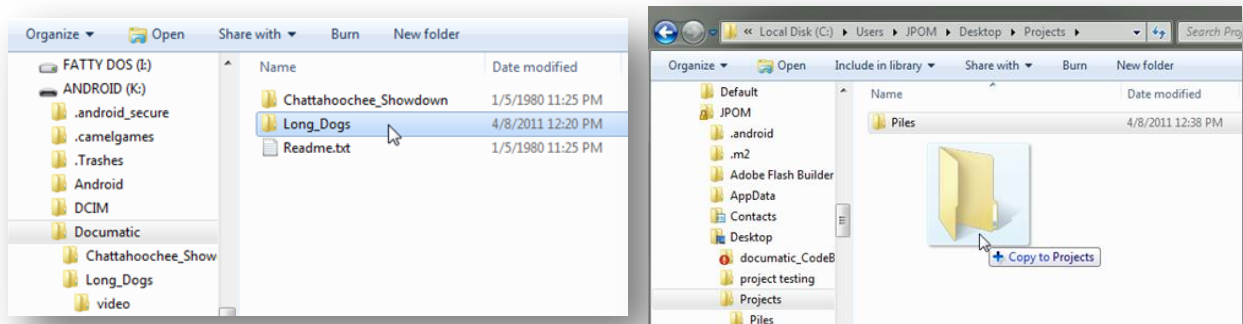 Organize ▼ Open Share with ▼ Burn New folder
FATTY DOS (I:)
ANDROID (K:)
.android_secure
.camelgames
.Trashes
Android
DCIM
Documatic
Chattahoochee_Show
Long_Dogs
video
Name Date modified
Chattahoochee_Showdown 1/5/1980 11:25 PM
Long_Dogs 4/8/2011 12:20 PM
Readme.txt 1/5/1980 11:25 PM
« Local Disk (C:) ▸ Users ▸ JPOM ▸ Desktop ▸ Projects ▸ Search Proj
Organize ▼ Open Include in library ▼ Share with ▼ Burn New folder
Default
JPOM
.android
.m2
Adobe Flash Builder
AppData
Contacts
Desktop
documatic_CodeB
project testing
Projects
Piles
Name Date modified
Piles 4/8/2011 12:38 PM
Copy to Projects